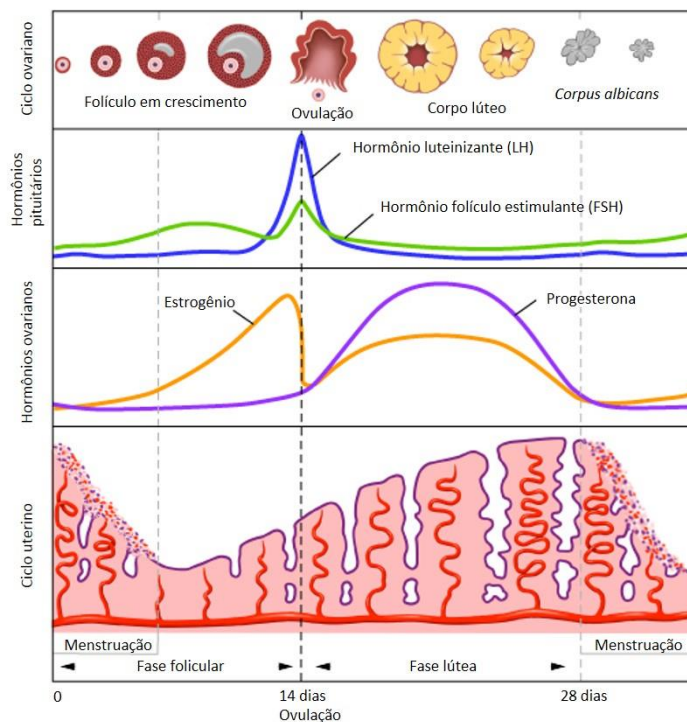 Ciclo ovariano
Folículo em crescimento
Ovulação
Corpo lúteo
Corpus albicans
Hormônios
pituitários
Hormônio luteinizante (LH)
Hormônio folículo estimulante (FSH)
Hormônios ovarianos
Estrogênio
Progesterona
Ciclo uterino
Menstruação
Menstruação
Fase folicular
Fase lútea
0
14 dias
28 dias
Ovulação